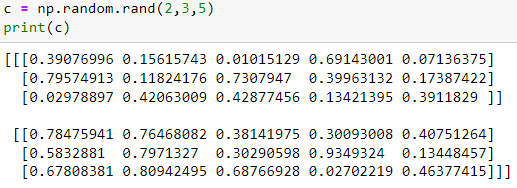 c = np.random.rand(2,3,5)
print(c)
[[[0.39076996 0.15615743 0.01015129 0.69143001 0.07136375]
[0.79574913 0.11824176 0.7307947 0.39963132 0.17387422]
[0.02978897 0.42063009 0.42877456 0.13421395 0.3911829 ]]
[[0.78475941 0.76468082 0.38141975 0.30093008 0.40751264]
[0.5832881 0.7971327 0.30290598 0.9349324 0.13448457]
[0.67808381 0.80942495 0.68766928 0.02702219 0.46377415]]]